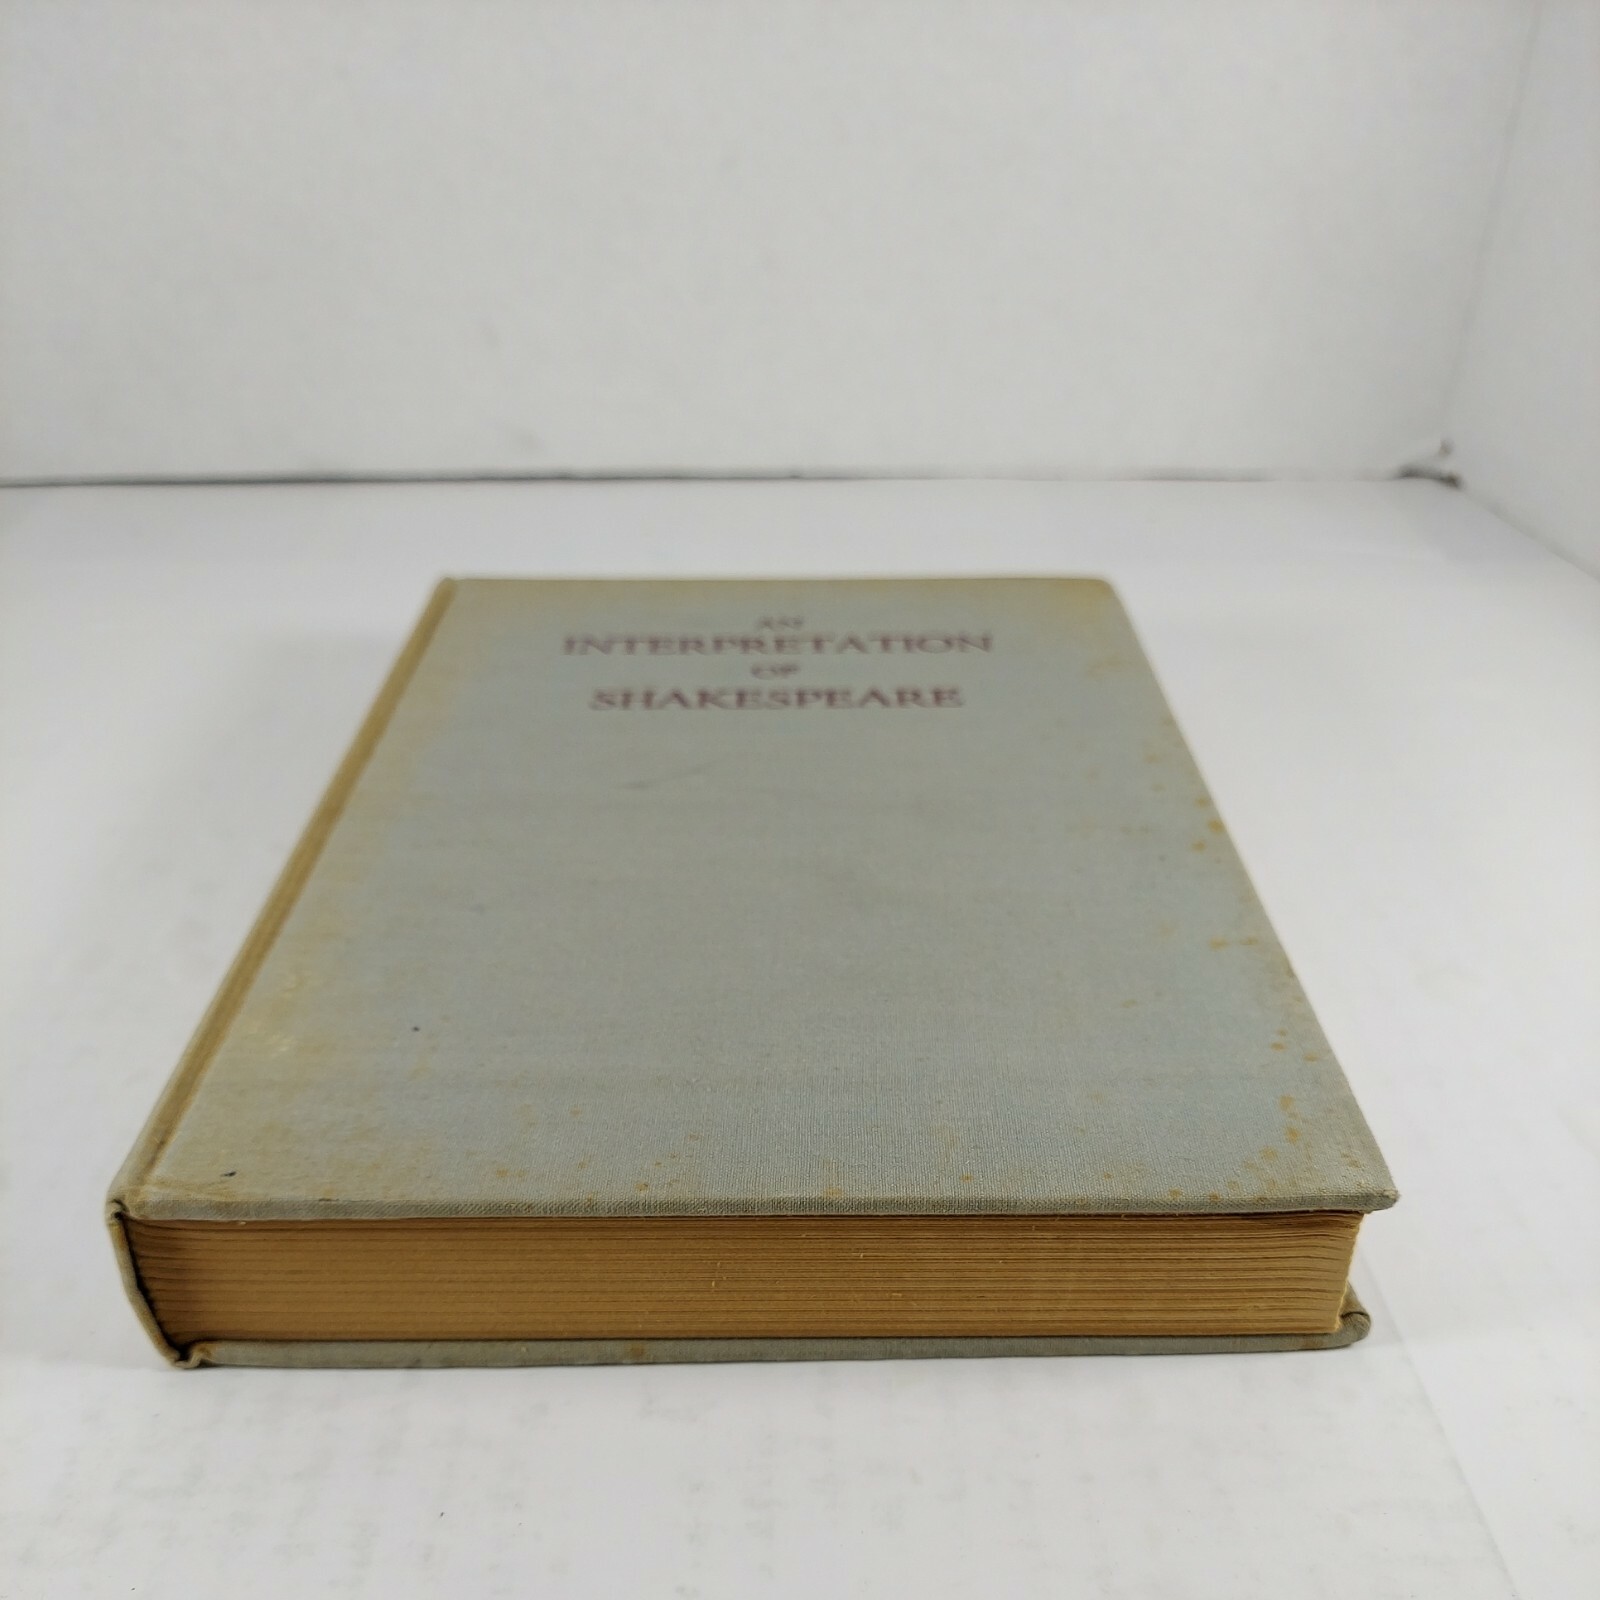 AN
INTERPRETATION
OF
SHAKESPEARE